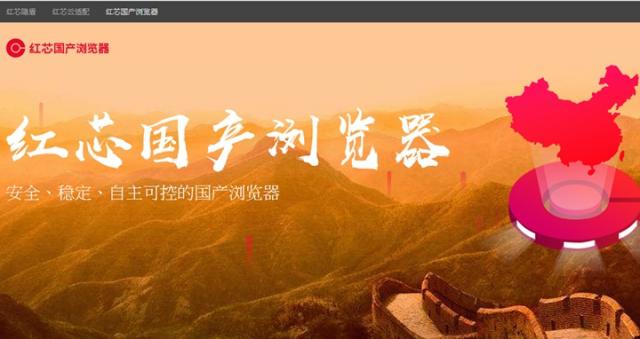 红芯隐盾 红芯云适配 红芯国产浏览器
红芯国产浏览器
红芯国产浏览器
安全、稳定、自主可控的国产浏览器